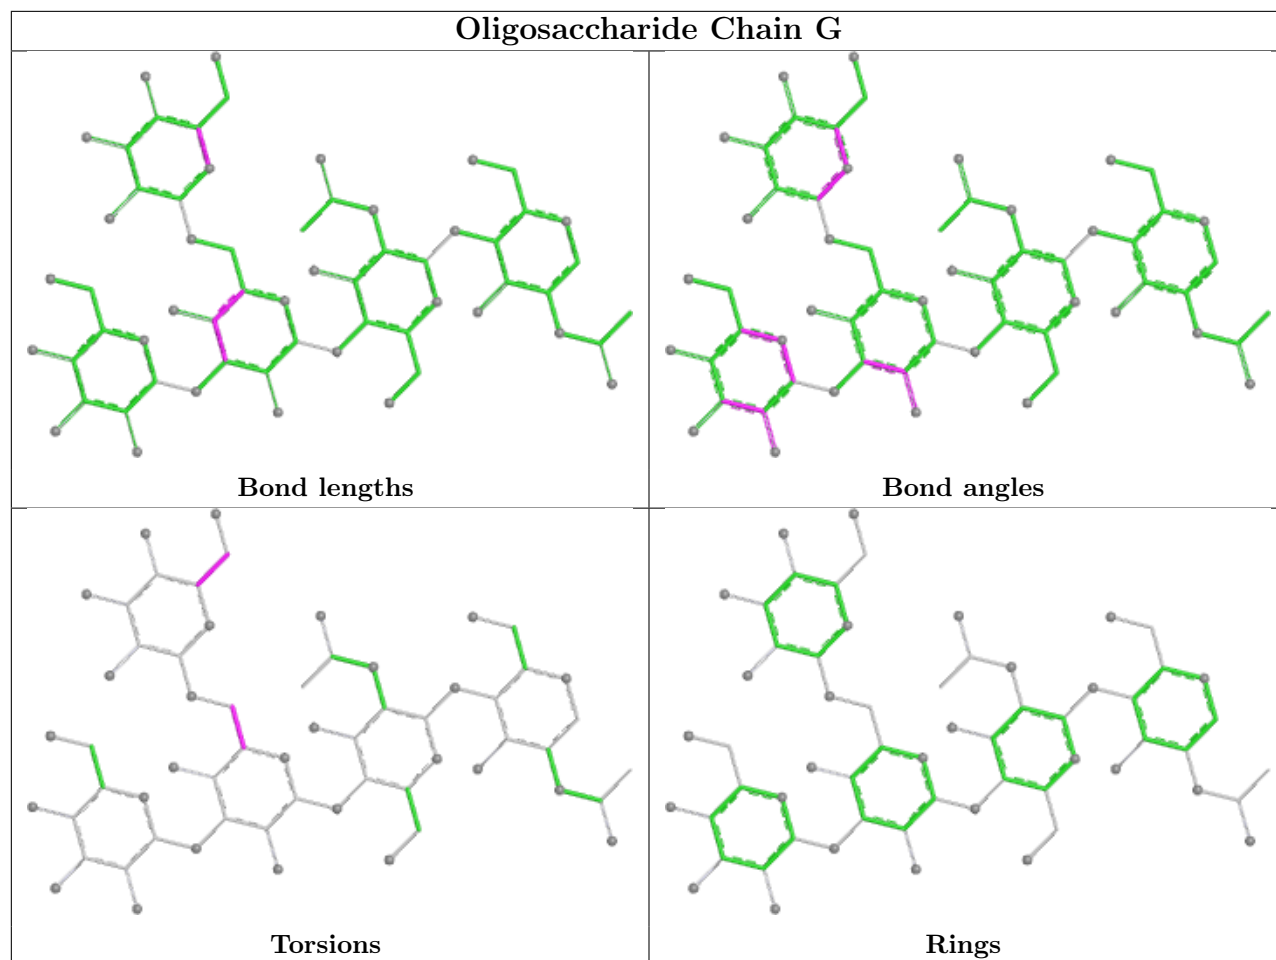 Oligosaccharide Chain G
Bond lengths
Bond angles
Torsions
Rings